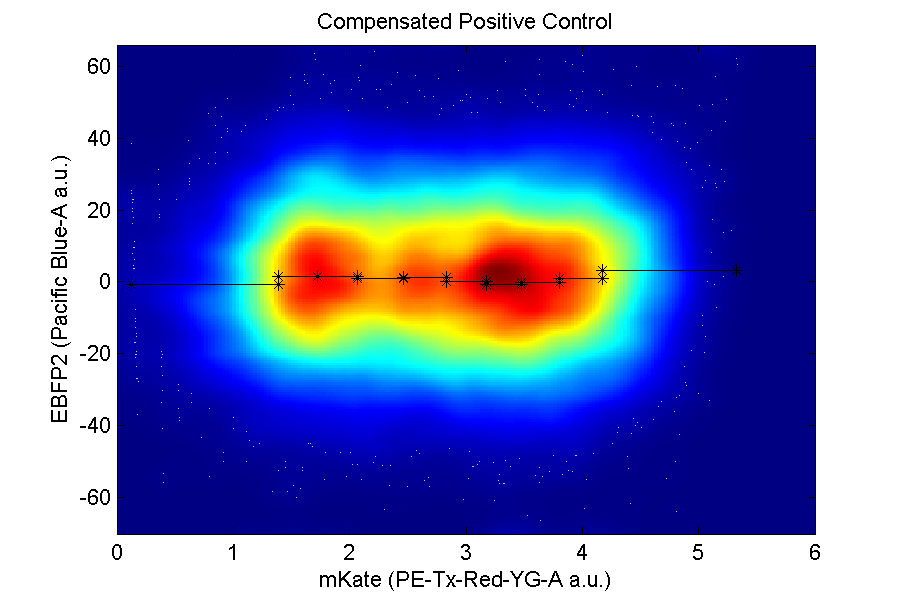 Compensated Positive Control
60
40
20
0
-20
-40
-60
EBFP2 (Pacific Blue-A a.u.)
0 1 2 3 4 5 6
mKate (PE-Tx-Red-YG-A a.u.)